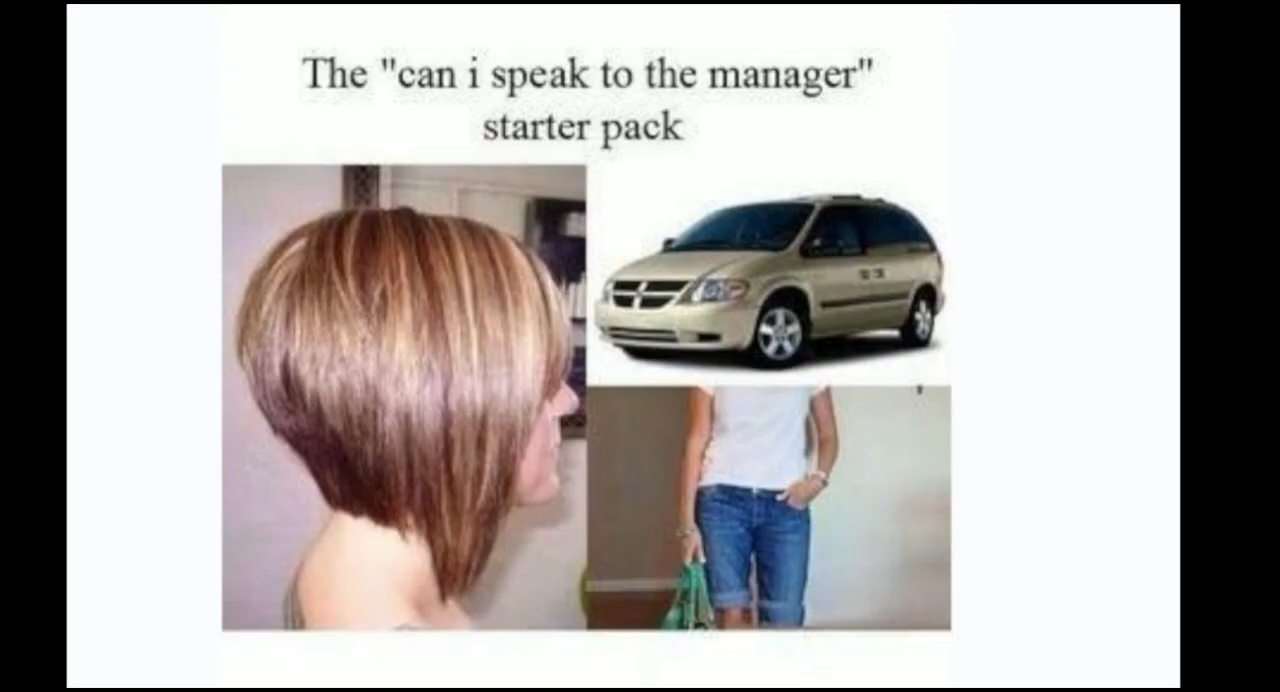 The "can i speak to the manager"
starter pack